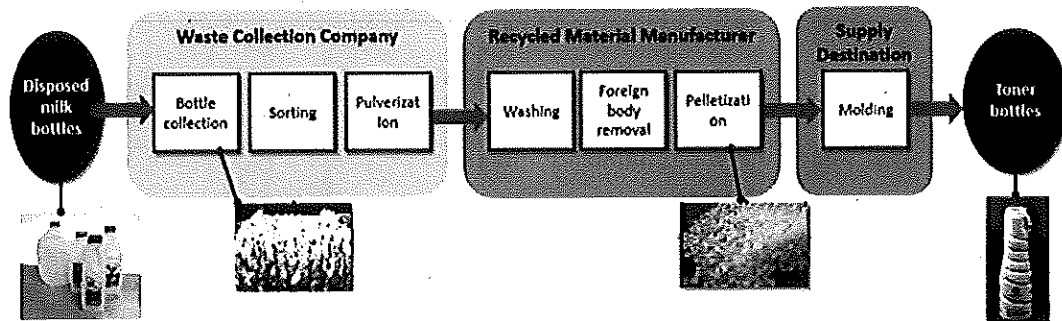 Waste Collection Company
Recycled Material Manufacturer
Supply
Destination
Disposed
milk
bottles
Bottle
collection
Sorting
Pulverizat
ion
Washing
Foreign
body
removal
Pelletizati
on
Molding
Toner
bottles